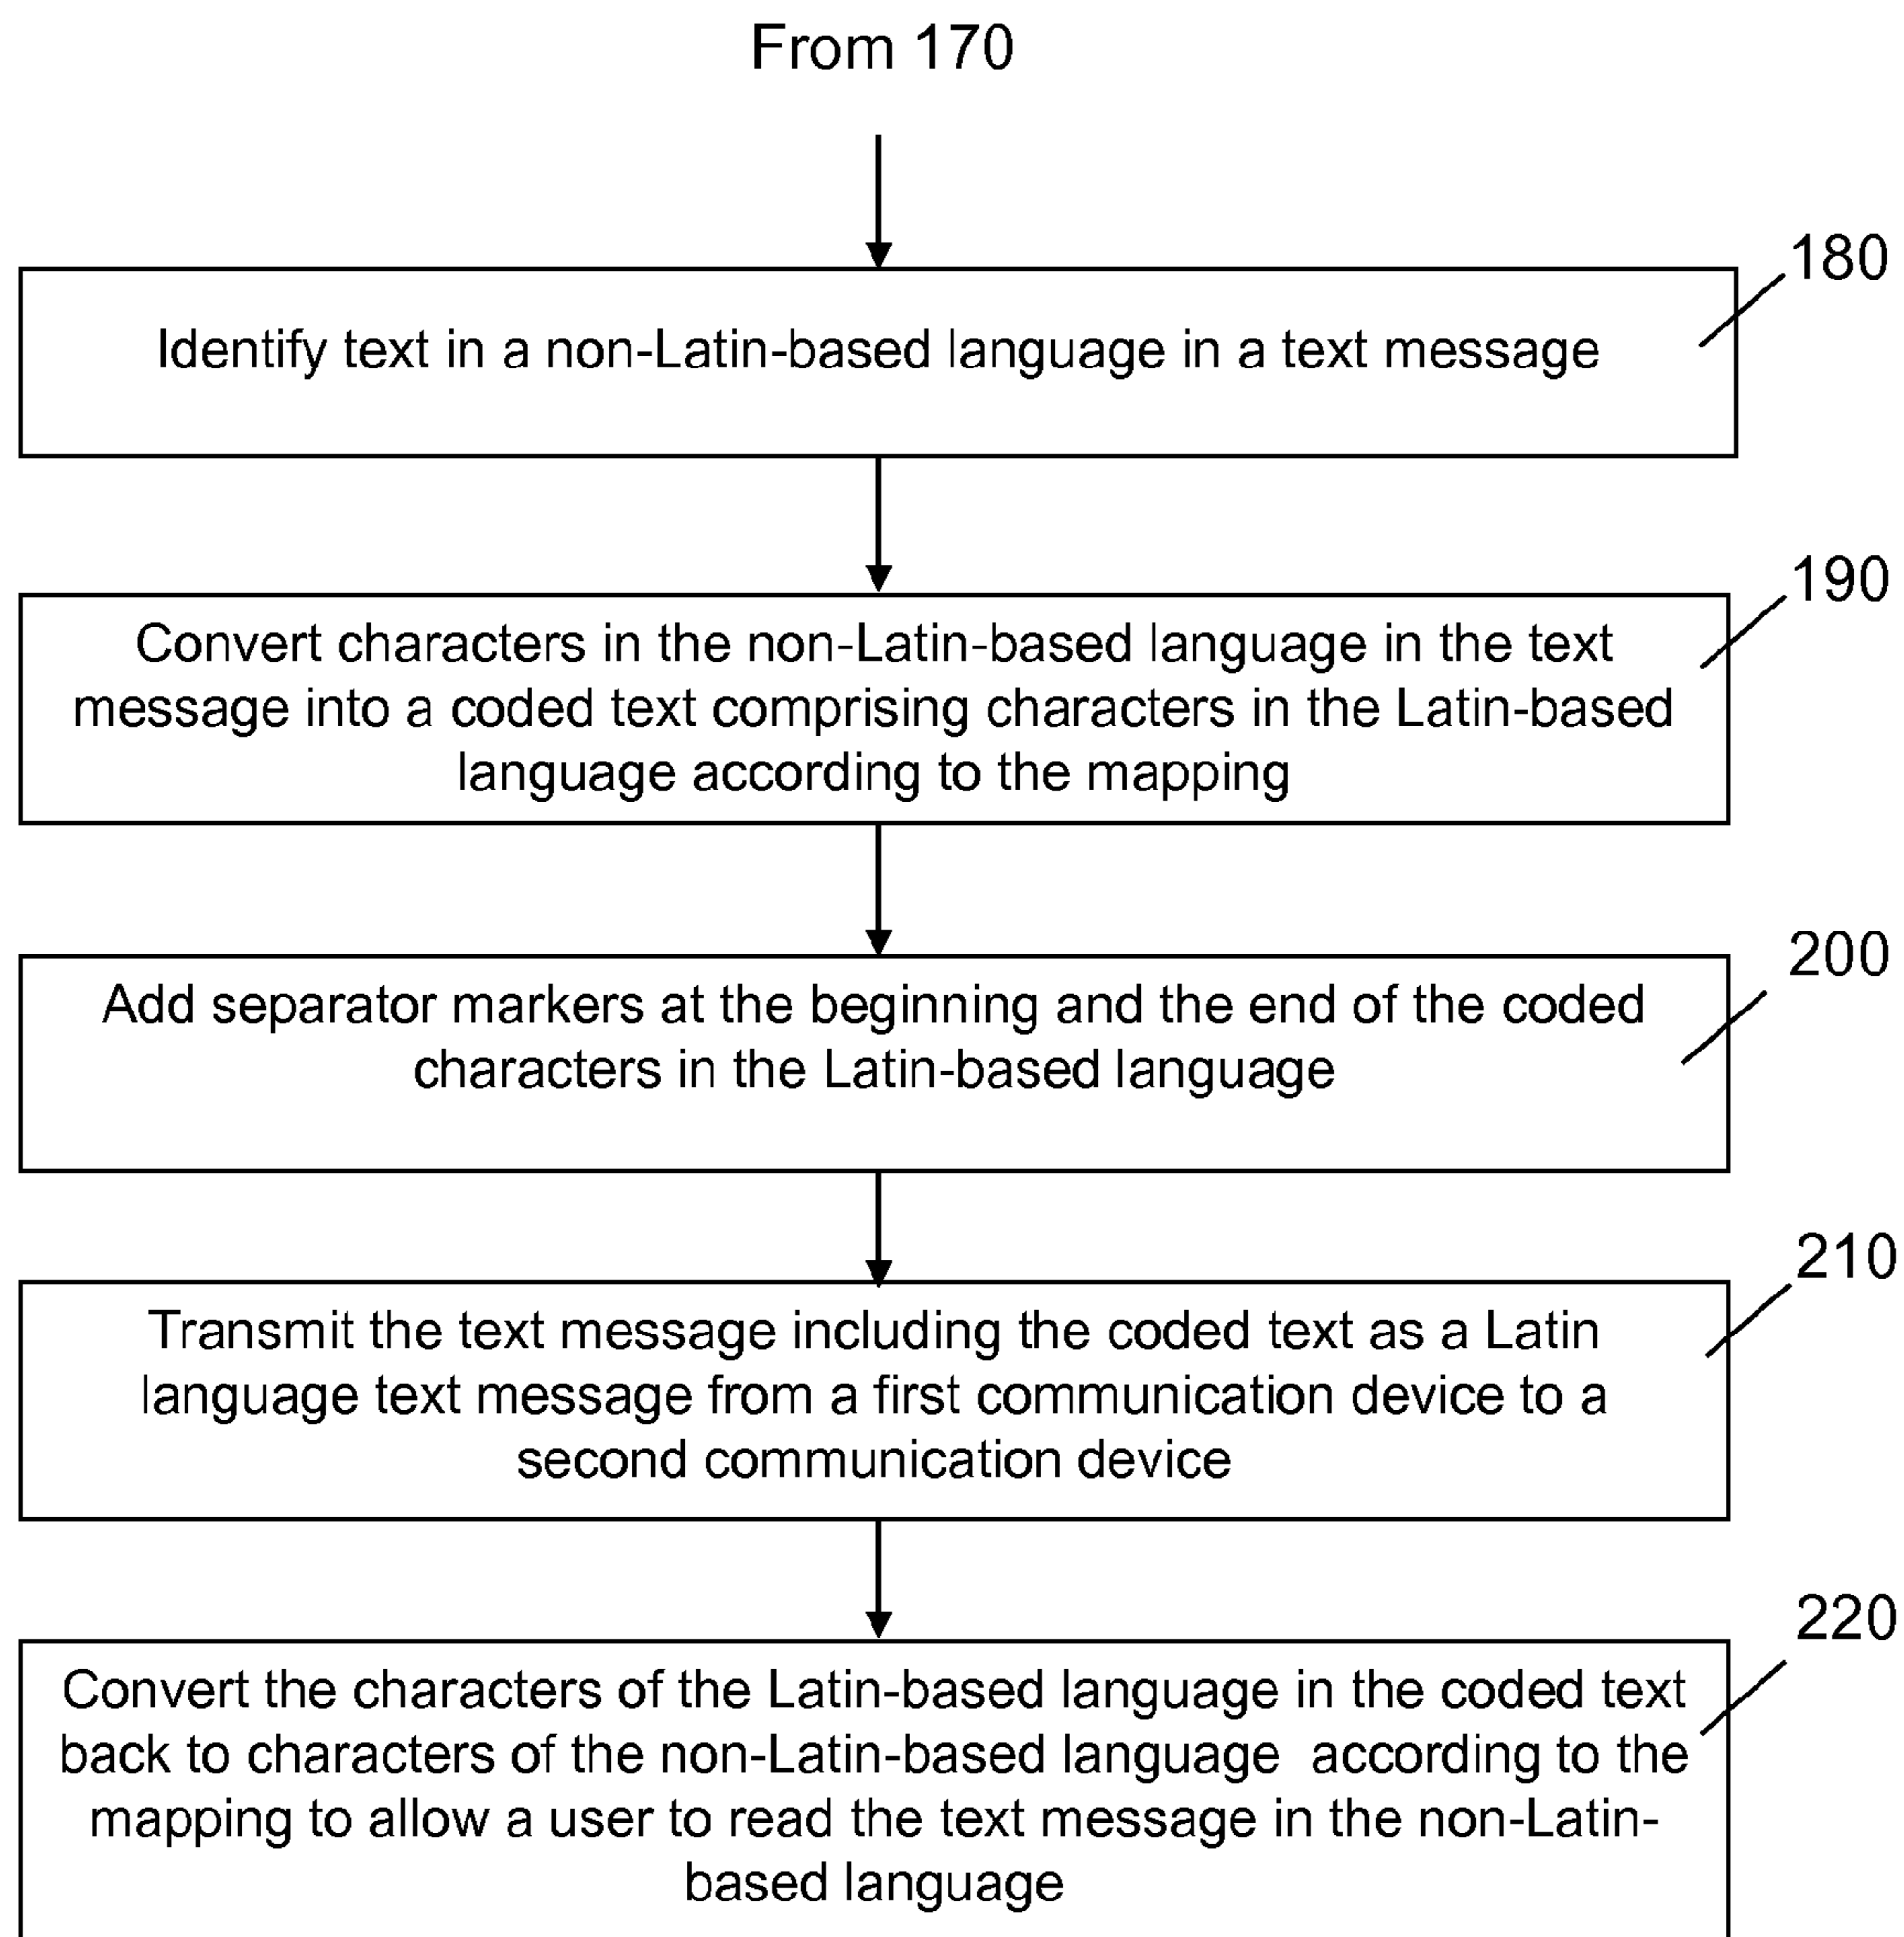 From 170
180
Identify text in a non-Latin-based language in a text message
190
Convert characters in the non-Latin-based language in the text
message into a coded text comprising characters in the Latin-based
language according to the mapping
200
Add separator markers at the beginning and the end of the coded
characters in the Latin-based language
210
Transmit the text message including the coded text as a Latin
language text message from a first communication device to a
second communication device
220
Convert the characters of the Latin-based language in the coded text
back to characters of the non-Latin-based language  according to the
mapping to allow a user to read the text message in the non-Latin-
based language